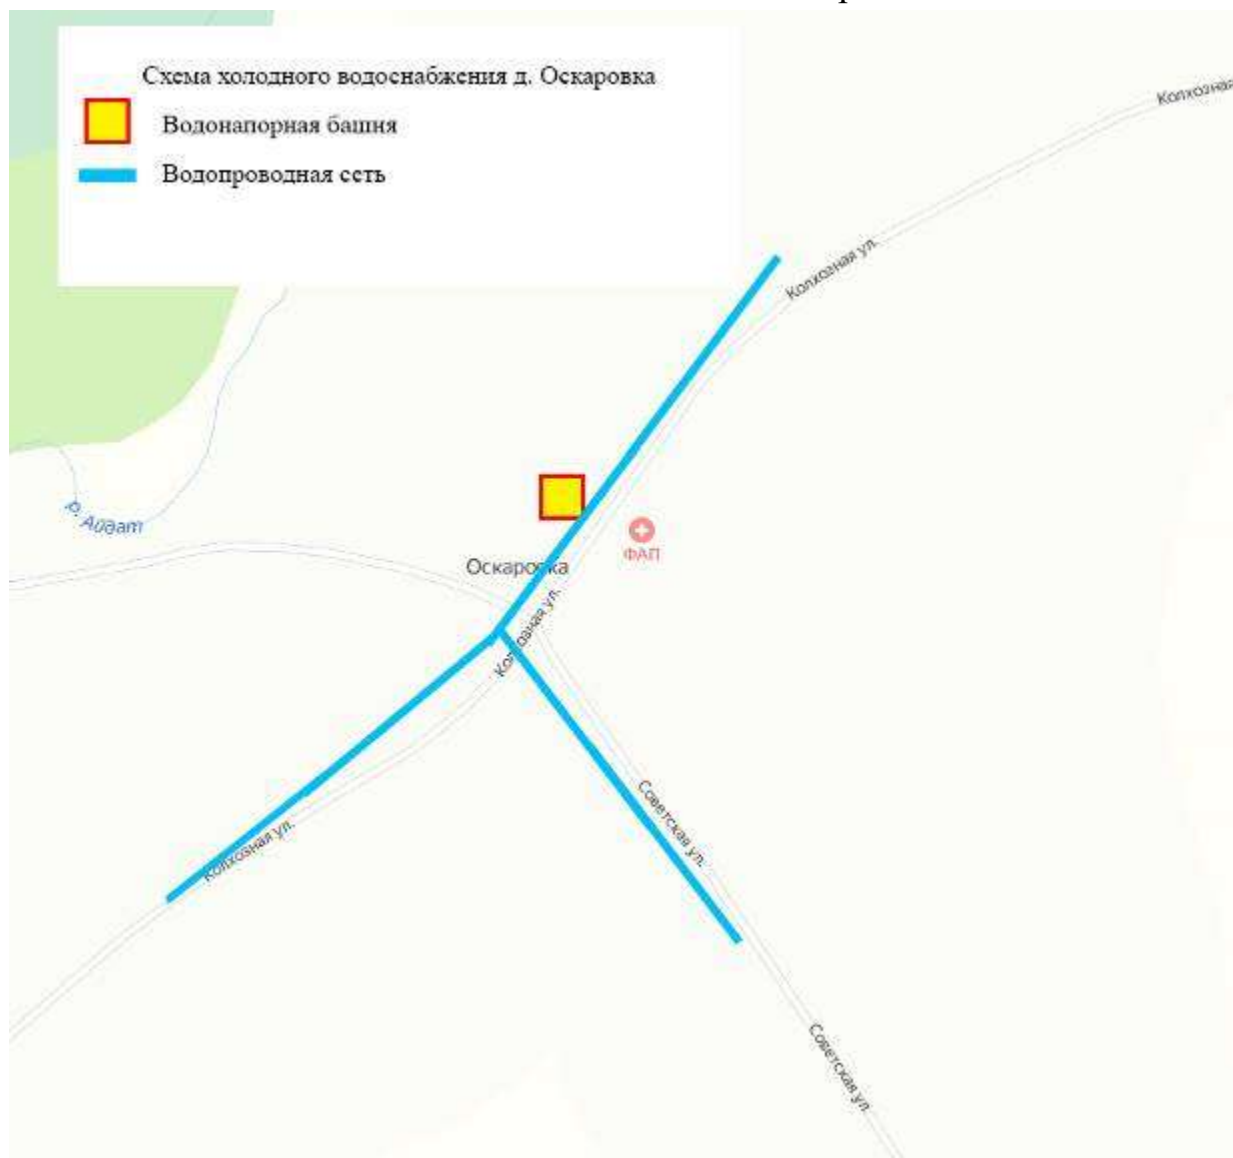 Схема холодного водоснабжения д. Оскаровка
Водонапорная башня
Водопроводная сеть
Колхозная
Колхозная ул.
р. Айдат
ФАП
Оскаровка
Колхозная ул.
Советская ул.
Колхозная ул.
Советская ул.